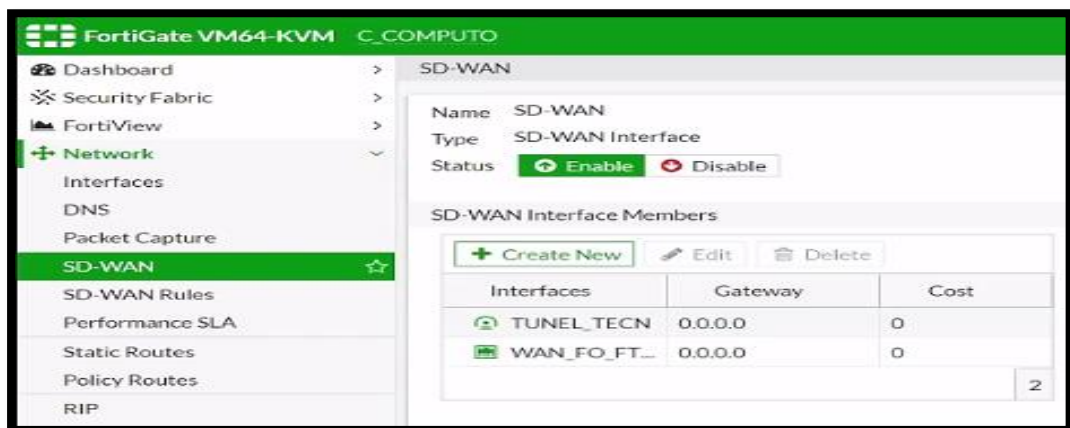 FortiGate VM64-KVM C_COMPUTO
Dashboard
Security Fabric
FortiView
Network
Interfaces
DNS
Packet Capture
SD-WAN
SD-WAN Rules
Performance SLA
Static Routes
Policy Routes
RIP
SD-WAN
Name SD-WAN
Type SD-WAN Interface
Status Enable Disable
SD-WAN Interface Members
+ Create New Edit Delete
Interfaces Gateway Cost
TUNEL_TECN 0.0.0.0 0
WAN_FO_FT... 0.0.0.0 0
2